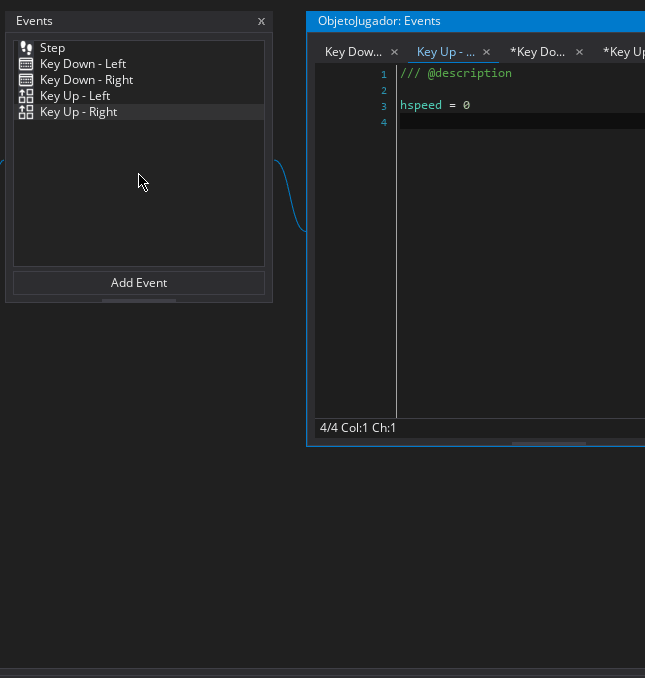 Events
X
Step
Key Down - Left
Key Down - Right
Key Up - Left
Key Up - Right
Add Event
ObjetoJugador: Events
Key Dow... × Key Up - ... × *Key Do... × *Key Up
1 /// @description
2
3 hspeed = 0
4
4/4 Col:1 Ch:1